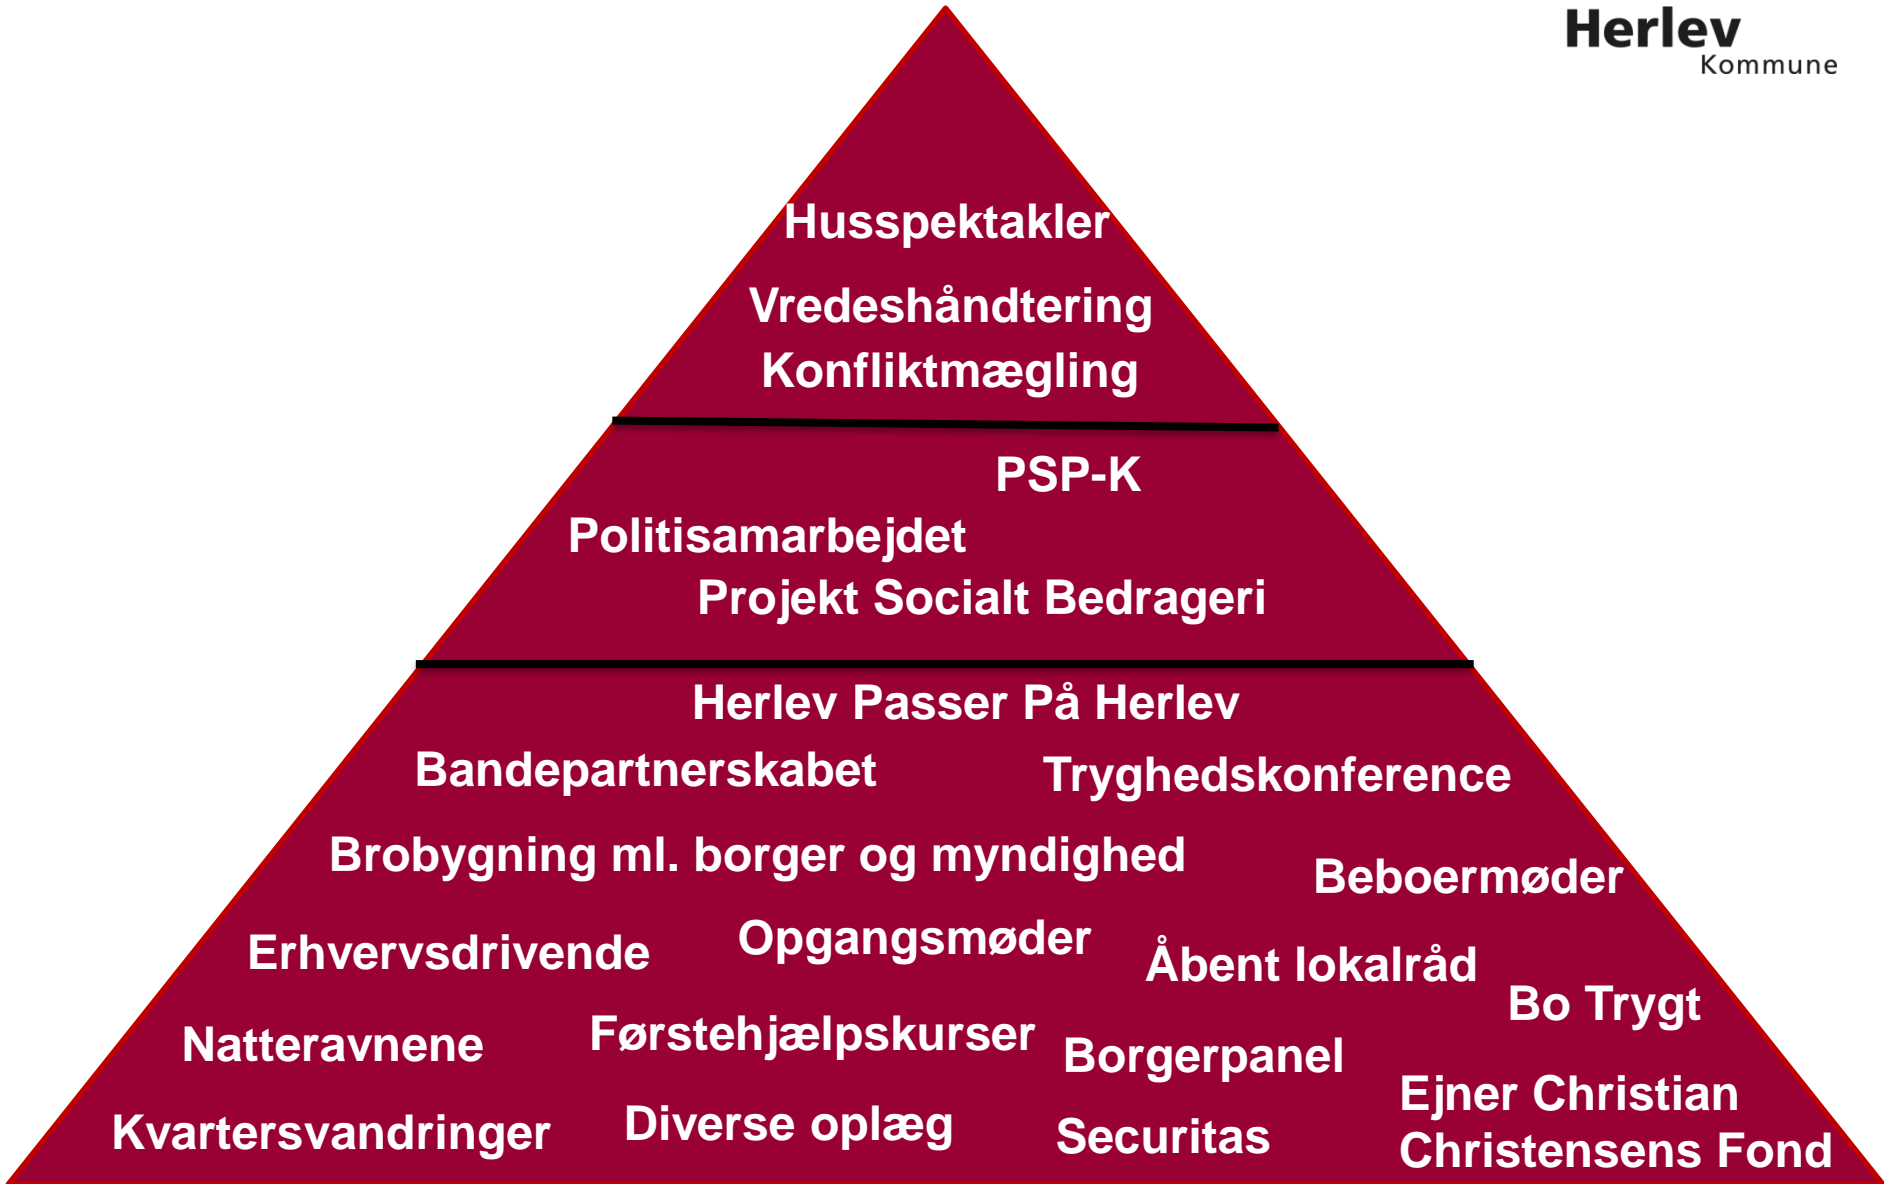 Herlev
Kommune
Husspektakler
Vredeshåndtering
Konfliktmægling
PSP-K
Politisamarbejdet
Projekt Socialt Bedrageri
Herlev Passer På Herlev
Bandepartnerskabet
Tryghedskonference
Brobygning ml. borger og myndighed
Beboermøder
Erhvervsdrivende
Opgangsmøder
Åbent lokalråd
Bo Trygt
Natteravnene
Førstehjælpskurser
Borgerpanel
Kvartersvandringer
Diverse oplæg
Securitas
Ejner Christian
Christensens Fond